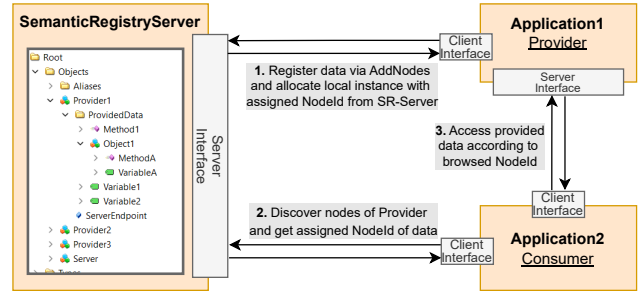 SemanticRegistryServer
Root
Objects
Aliases
Provider1
ProvidedData
Method1
Object1
MethodA
VariableA
Variable1
Variable2
ServerEndpoint
Provider2
Provider3
Server
Types
Server
Interface
1. Register data via AddNodes
and allocate local instance with
assigned NodeId from SR-Server
Client
Interface
Application1
Provider
Server
Interface
3. Access provided
data according to
browsed NodeId
2. Discover nodes of Provider
and get assigned NodeId of data
Client
Interface
Client
Interface
Application2
Consumer